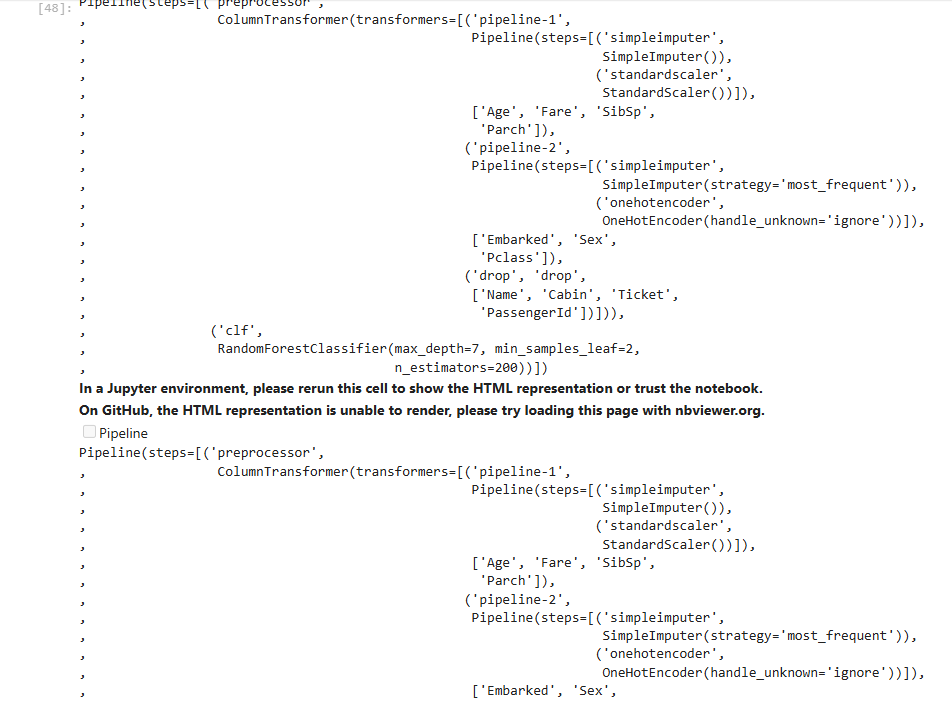 [48]: Pipeline(steps=[('preprocessor',
,                 ColumnTransformer(transformers=[('pipeline-1',
,                                                  Pipeline(steps=[('simpleimputer',
,                                                                   SimpleImputer()),
,                                                                  ('standardscaler',
,                                                                   StandardScaler())]),
,                                                  ['Age', 'Fare', 'SibSp',
,                                                   'Parch']),
,                                                 ('pipeline-2',
,                                                  Pipeline(steps=[('simpleimputer',
,                                                                   SimpleImputer(strategy='most_frequent')),
,                                                                  ('onehotencoder',
,                                                                   OneHotEncoder(handle_unknown='ignore'))]),
,                                                  ['Embarked', 'Sex',
,                                                   'Pclass']),
,                                                 ('drop', 'drop',
,                                                  ['Name', 'Cabin', 'Ticket',
,                                                   'PassengerId'])])),
,                ('clf',
,                 RandomForestClassifier(max_depth=7, min_samples_leaf=2,
,                                        n_estimators=200))])
In a Jupyter environment, please rerun this cell to show the HTML representation or trust the notebook.
On GitHub, the HTML representation is unable to render, please try loading this page with nbviewer.org.
Pipeline
Pipeline(steps=[('preprocessor',
,                 ColumnTransformer(transformers=[('pipeline-1',
,                                                  Pipeline(steps=[('simpleimputer',
,                                                                   SimpleImputer()),
,                                                                  ('standardscaler',
,                                                                   StandardScaler())]),
,                                                  ['Age', 'Fare', 'SibSp',
,                                                   'Parch']),
,                                                 ('pipeline-2',
,                                                  Pipeline(steps=[('simpleimputer',
,                                                                   SimpleImputer(strategy='most_frequent')),
,                                                                  ('onehotencoder',
,                                                                   OneHotEncoder(handle_unknown='ignore'))]),
,                                                  ['Embarked', 'Sex',